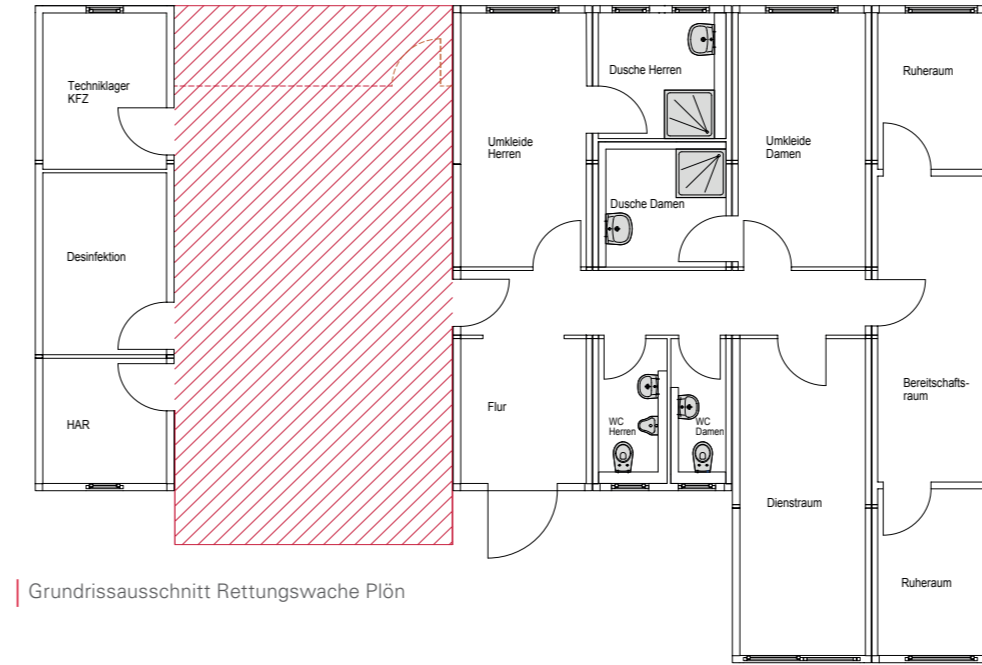 Techniklager
KFZ
Desinfektion
HAR
Umkleide
Herren
Dusche Herren
Dusche Damen
Umkleide
Damen
Ruheraum
Flur
WC
Herren
WC
Damen
Bereitschafts-
raum
Dienstraum
Ruheraum
Grundrissausschnitt Rettungswache Plön